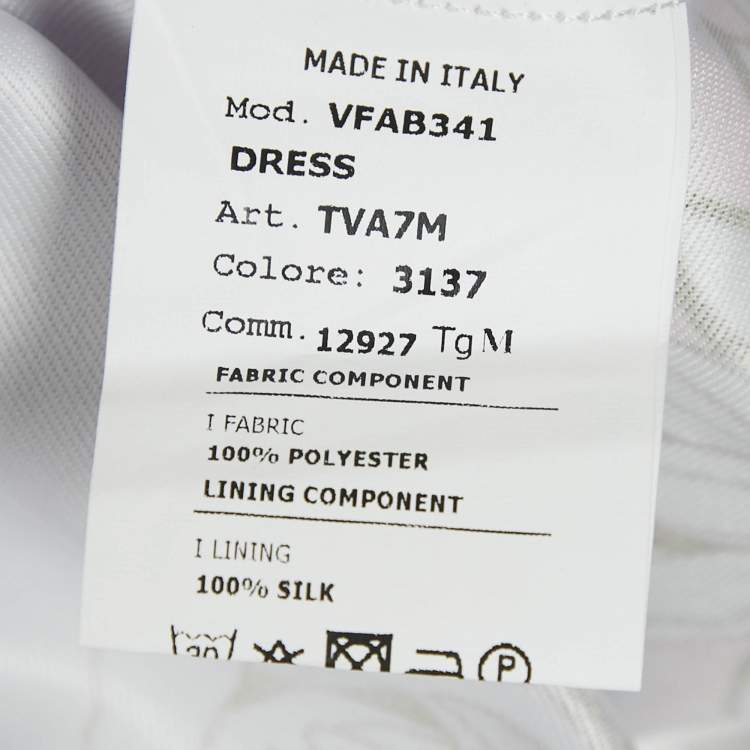 MADE IN ITALY
Mod. VFAB341
DRESS
Art. TVA7M
Colore: 3137
Comm. 12927 Tg M
FABRIC COMPONENT
I FABRIC
100% POLYESTER
LINING COMPONENT
I LINING
100% SILK
P